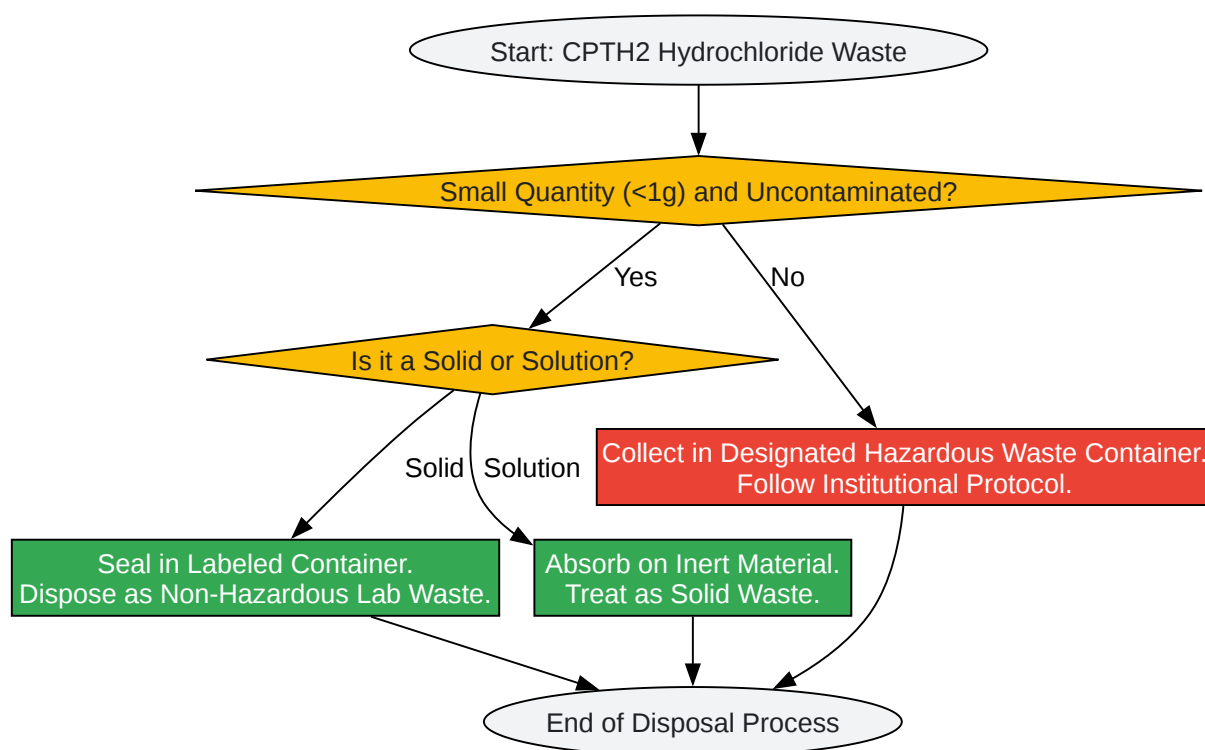 Start: CPTH2 Hydrochloride Waste
Small Quantity (<1g) and Uncontaminated?
Yes
No
Is it a Solid or Solution?
Solid
Solution
Collect in Designated Hazardous Waste Container.
Follow Institutional Protocol.
Seal in Labeled Container.
Dispose as Non-Hazardous Lab Waste.
Absorb on Inert Material.
Treat as Solid Waste.
End of Disposal Process